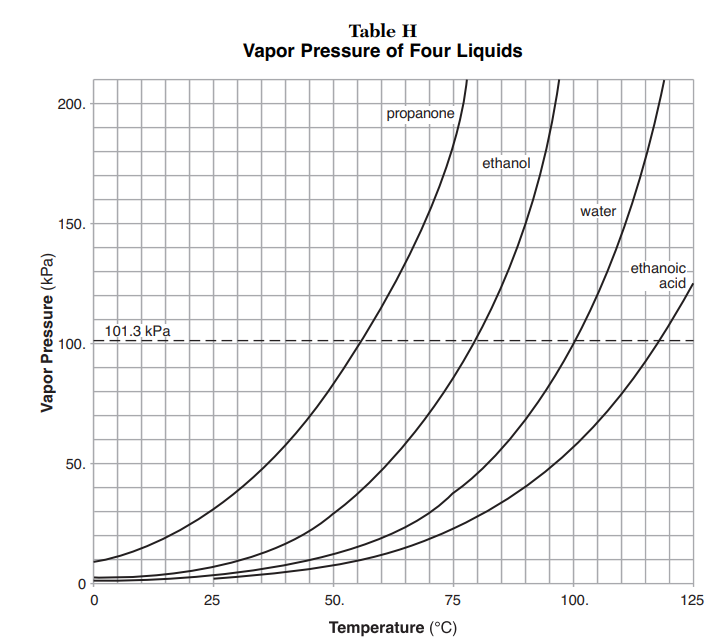 Table H
Vapor Pressure of Four Liquids
200.
propanone
ethanol
150.
water
ethanoic
acid
101.3 kPa
100.
Vapor Pressure (kPa)
50.
0
0
25
50.
75
100.
125
Temperature (°C)